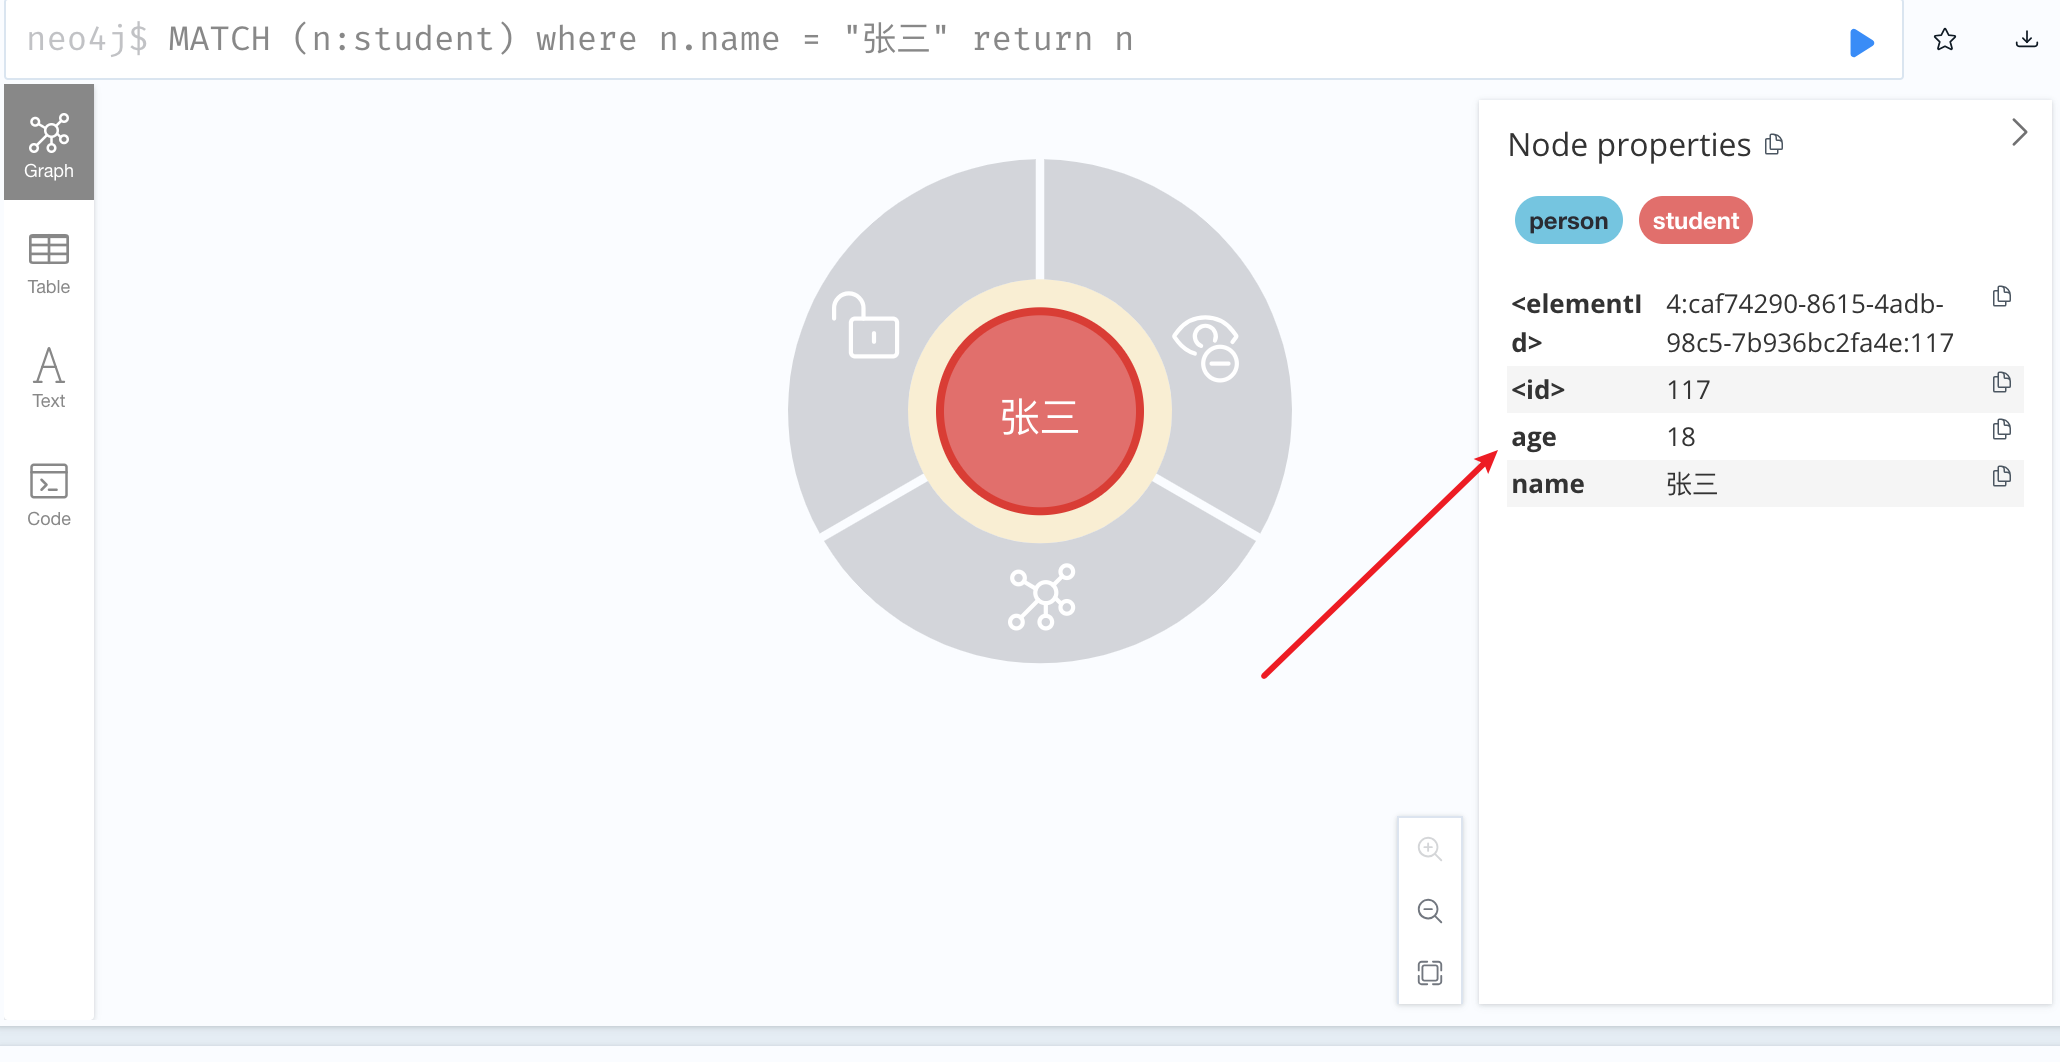 neo4j$ MATCH (n:student) where n.name = "张三" return n
Graph
Table
Text
Code
张三
Node properties
person student
<elementI 4:caf74290-8615-4adb-
d> 98c5-7b936bc2fa4e:117
<id> 117
age 18
name 张三